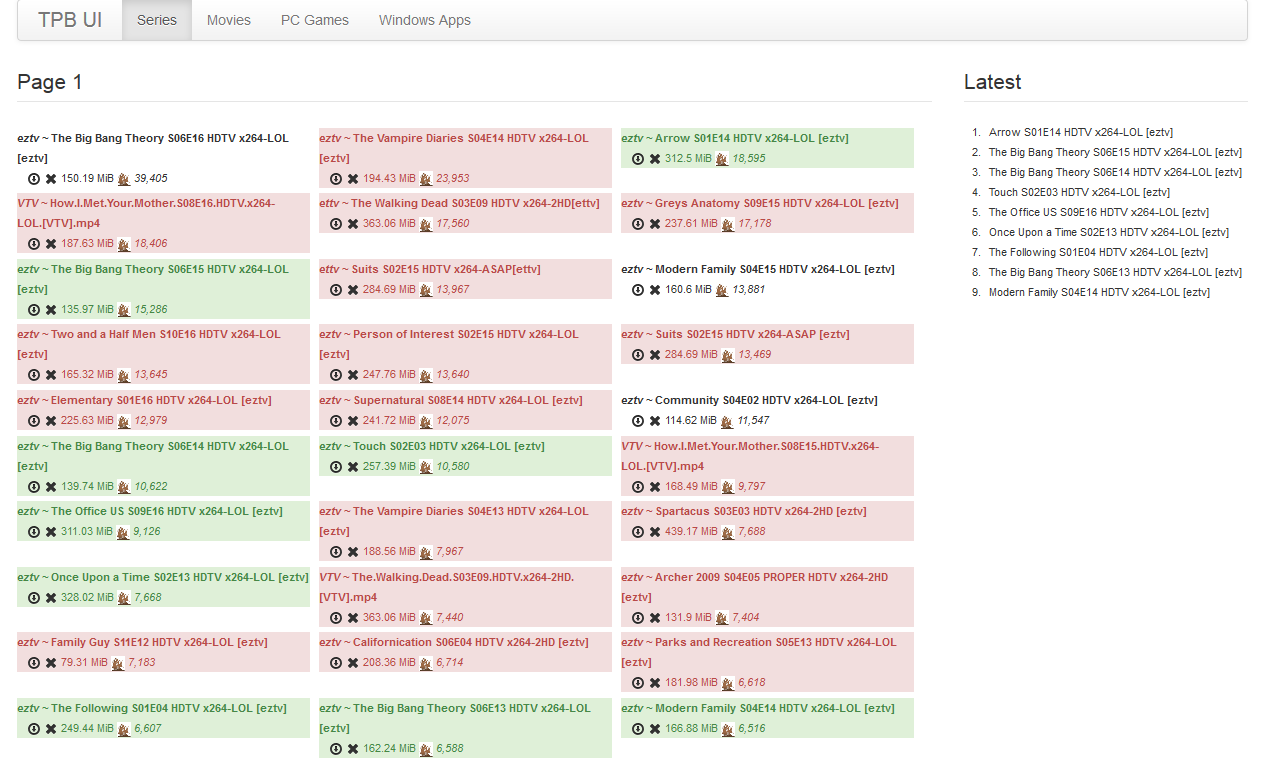 TPB UI Series Movies PC Games Windows Apps
Page 1
eztv ~ The Big Bang Theory S06E16 HDTV x264-LOL
[eztv]
150.19 MiB 39,405
eztv ~ The Vampire Diaries S04E14 HDTV x264-LOL
[eztv]
194.43 MiB 23,953
eztv ~ Arrow S01E14 HDTV x264-LOL [eztv]
312.5 MiB 18,595
VTV ~ How.I.Met.Your.Mother.S08E16.HDTV.x264-
LOL.[VTV].mp4
187.63 MiB 18,406
ettv ~ The Walking Dead S03E09 HDTV x264-2HD[ettv]
363.06 MiB 17,560
eztv ~ Greys Anatomy S09E15 HDTV x264-LOL [eztv]
237.61 MiB 17,178
eztv ~ The Big Bang Theory S06E15 HDTV x264-LOL
[eztv]
135.97 MiB 15,286
ettv ~ Suits S02E15 HDTV x264-ASAP[ettv]
284.69 MiB 13,967
eztv ~ Modern Family S04E15 HDTV x264-LOL [eztv]
160.6 MiB 13,881
eztv ~ Two and a Half Men S10E16 HDTV x264-LOL
[eztv]
165.32 MiB 13,645
eztv ~ Person of Interest S02E15 HDTV x264-LOL
[eztv]
247.76 MiB 13,640
eztv ~ Suits S02E15 HDTV x264-ASAP [eztv]
284.69 MiB 13,469
eztv ~ Elementary S01E16 HDTV x264-LOL [eztv]
225.63 MiB 12,979
eztv ~ Supernatural S08E14 HDTV x264-LOL [eztv]
241.72 MiB 12,075
eztv ~ Community S04E02 HDTV x264-LOL [eztv]
114.62 MiB 11,547
eztv ~ The Big Bang Theory S06E14 HDTV x264-LOL
[eztv]
139.74 MiB 10,622
eztv ~ Touch S02E03 HDTV x264-LOL [eztv]
257.39 MiB 10,580
VTV ~ How.I.Met.Your.Mother.S08E15.HDTV.x264-
LOL.[VTV].mp4
168.49 MiB 9,797
eztv ~ The Office US S09E16 HDTV x264-LOL [eztv]
311.03 MiB 9,126
eztv ~ The Vampire Diaries S04E13 HDTV x264-LOL
[eztv]
188.56 MiB 7,967
eztv ~ Spartacus S03E03 HDTV x264-2HD [eztv]
439.17 MiB 7,688
eztv ~ Once Upon a Time S02E13 HDTV x264-LOL [eztv]
328.02 MiB 7,668
VTV ~ The.Walking.Dead.S03E09.HDTV.x264-2HD.
[VTV].mp4
363.06 MiB 7,440
eztv ~ Archer 2009 S04E05 PROPER HDTV x264-2HD
[eztv]
131.9 MiB 7,404
eztv ~ Family Guy S11E12 HDTV x264-LOL [eztv]
79.31 MiB 7,183
eztv ~ Californication S06E04 HDTV x264-2HD [eztv]
208.36 MiB 6,714
eztv ~ Parks and Recreation S05E13 HDTV x264-LOL
[eztv]
181.98 MiB 6,618
eztv ~ The Following S01E04 HDTV x264-LOL [eztv]
249.44 MiB 6,607
eztv ~ The Big Bang Theory S06E13 HDTV x264-LOL
[eztv]
162.24 MiB 6,588
eztv ~ Modern Family S04E14 HDTV x264-LOL [eztv]
166.88 MiB 6,516
Latest
1. Arrow S01E14 HDTV x264-LOL [eztv]
2. The Big Bang Theory S06E15 HDTV x264-LOL [eztv]
3. The Big Bang Theory S06E14 HDTV x264-LOL [eztv]
4. Touch S02E03 HDTV x264-LOL [eztv]
5. The Office US S09E16 HDTV x264-LOL [eztv]
6. Once Upon a Time S02E13 HDTV x264-LOL [eztv]
7. The Following S01E04 HDTV x264-LOL [eztv]
8. The Big Bang Theory S06E13 HDTV x264-LOL [eztv]
9. Modern Family S04E14 HDTV x264-LOL [eztv]